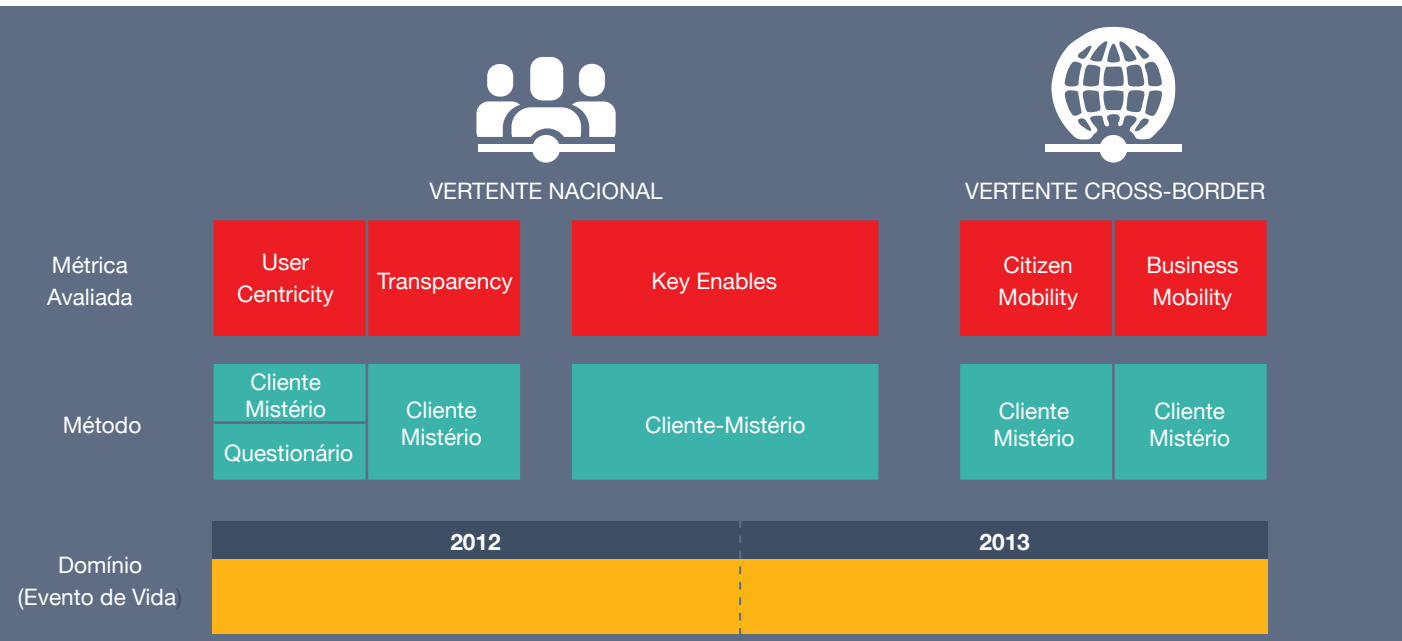 VERTENTE NACIONAL
VERTENTE CROSS-BORDER
Métrica
Avaliada
User
Centricity
Transparency
Key Enables
Citizen
Mobility
Business
Mobility
Método
Cliente
Mistério
Questionário
Cliente
Mistério
Cliente-Mistério
Cliente
Mistério
Cliente
Mistério
Domínio
(Evento de Vida)
2012
2013